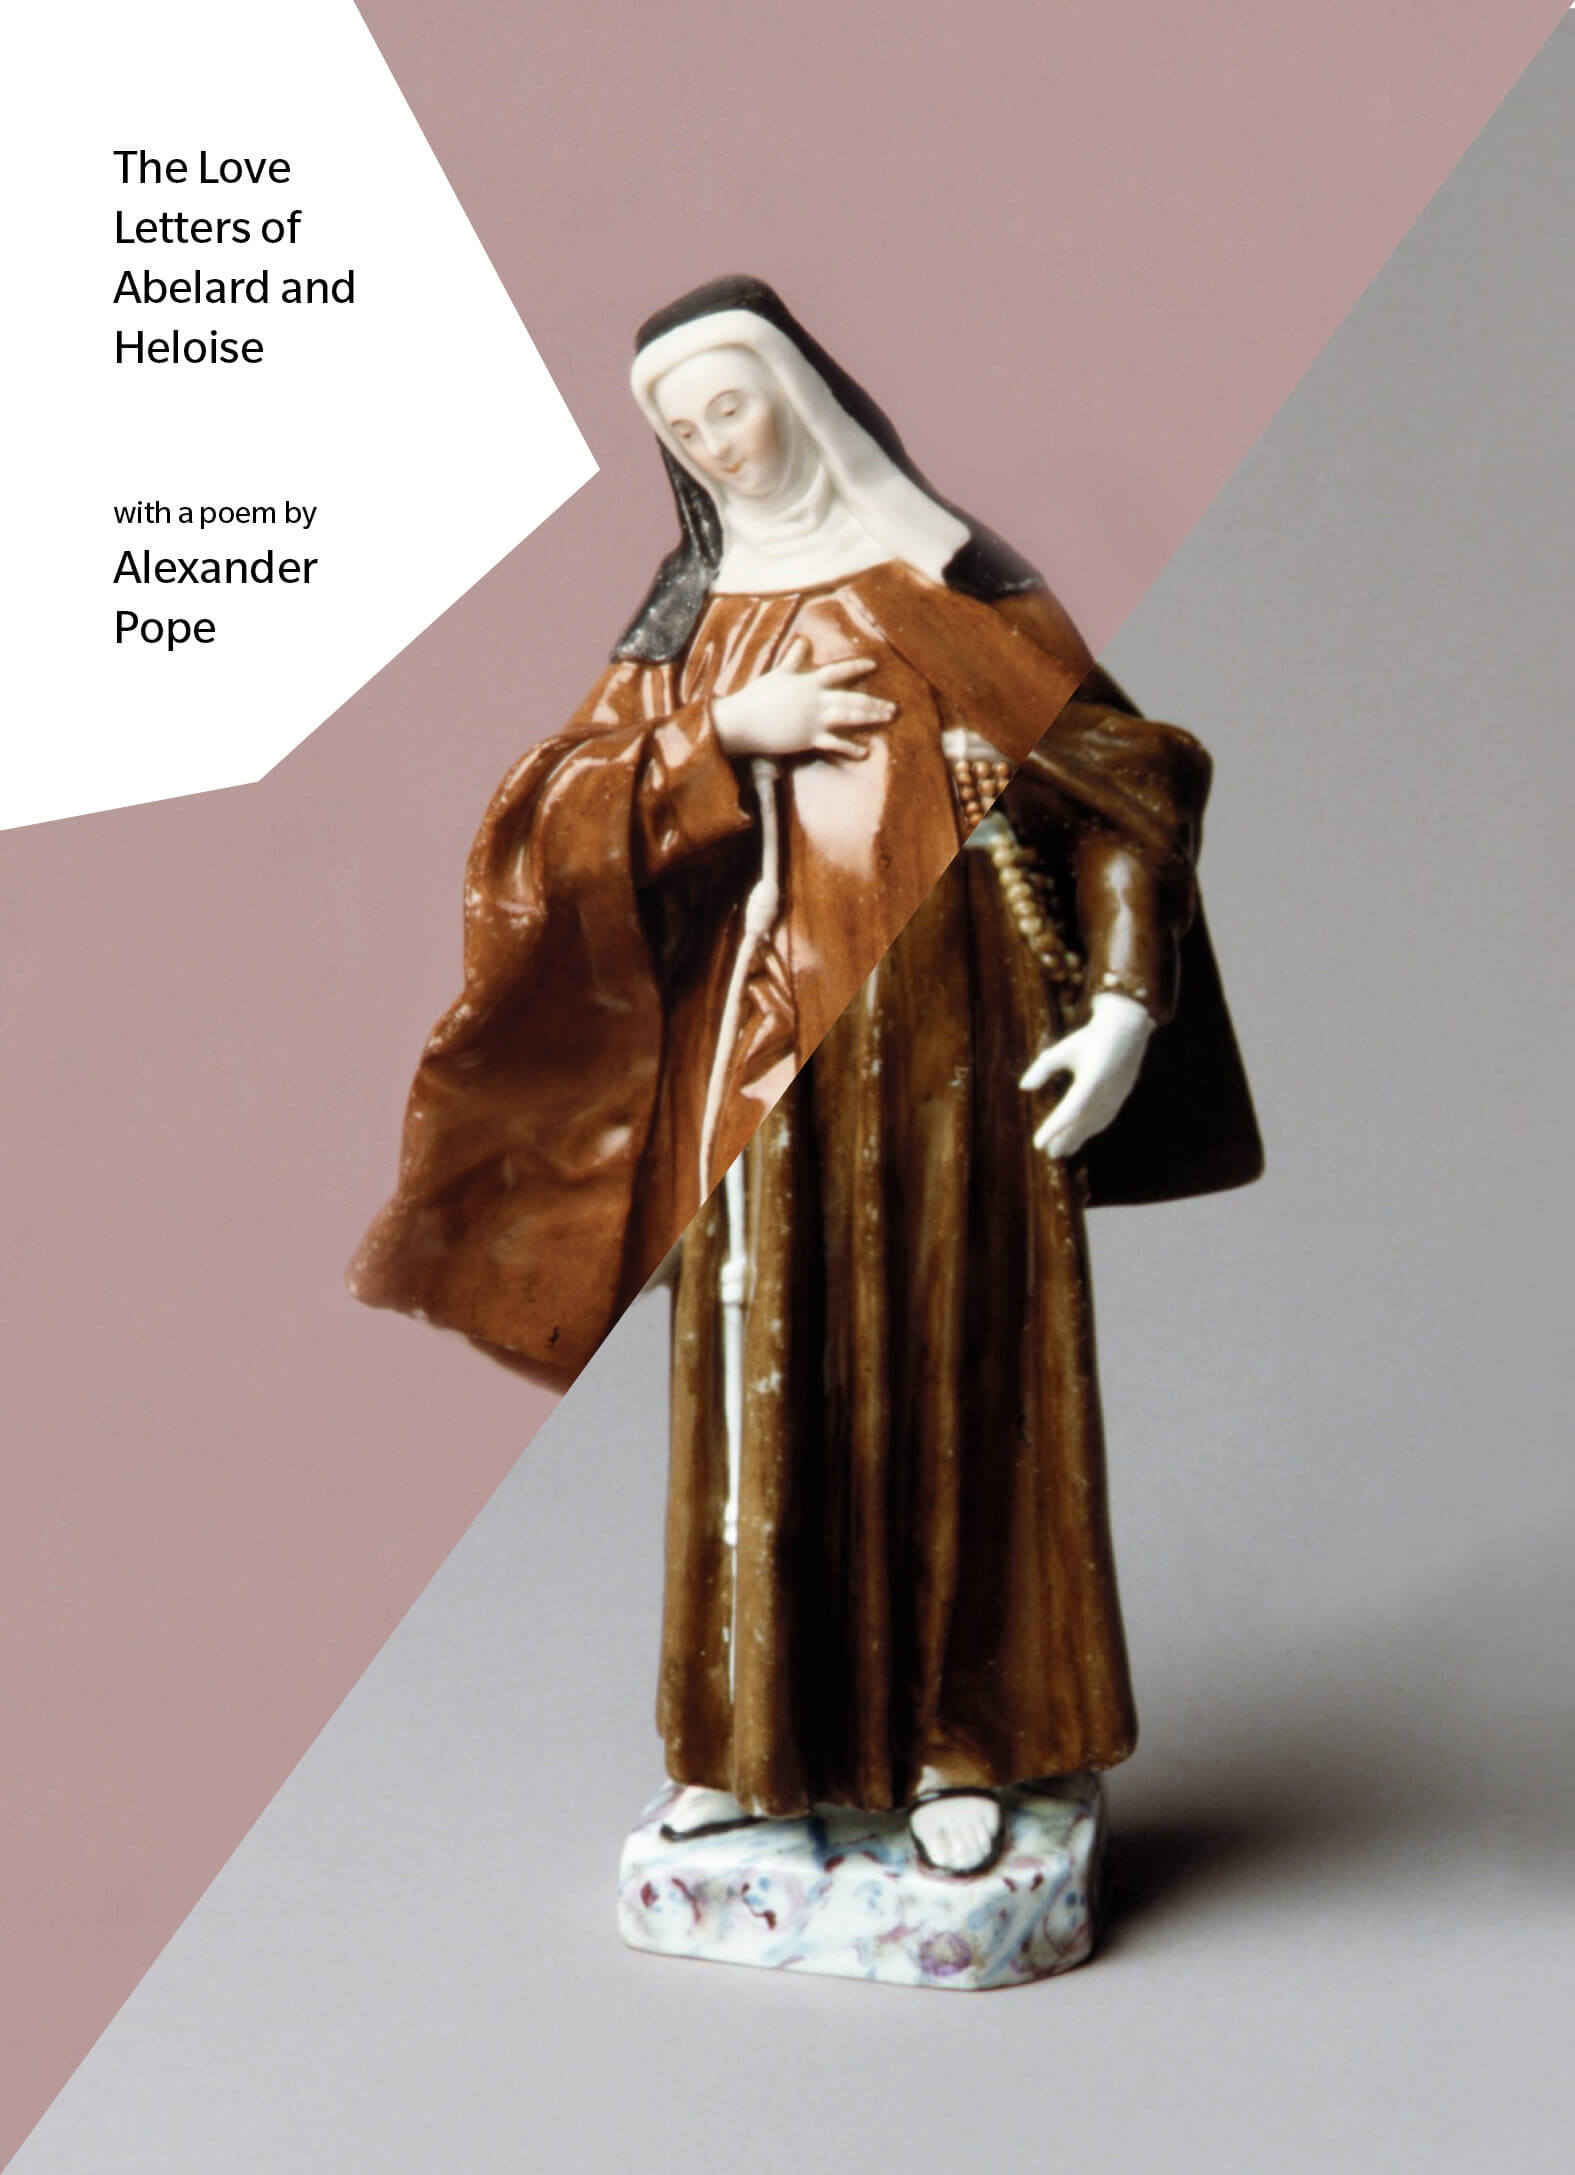 The Love
Letters of
Abelard and
Heloise
with a poem by
Alexander
Pope